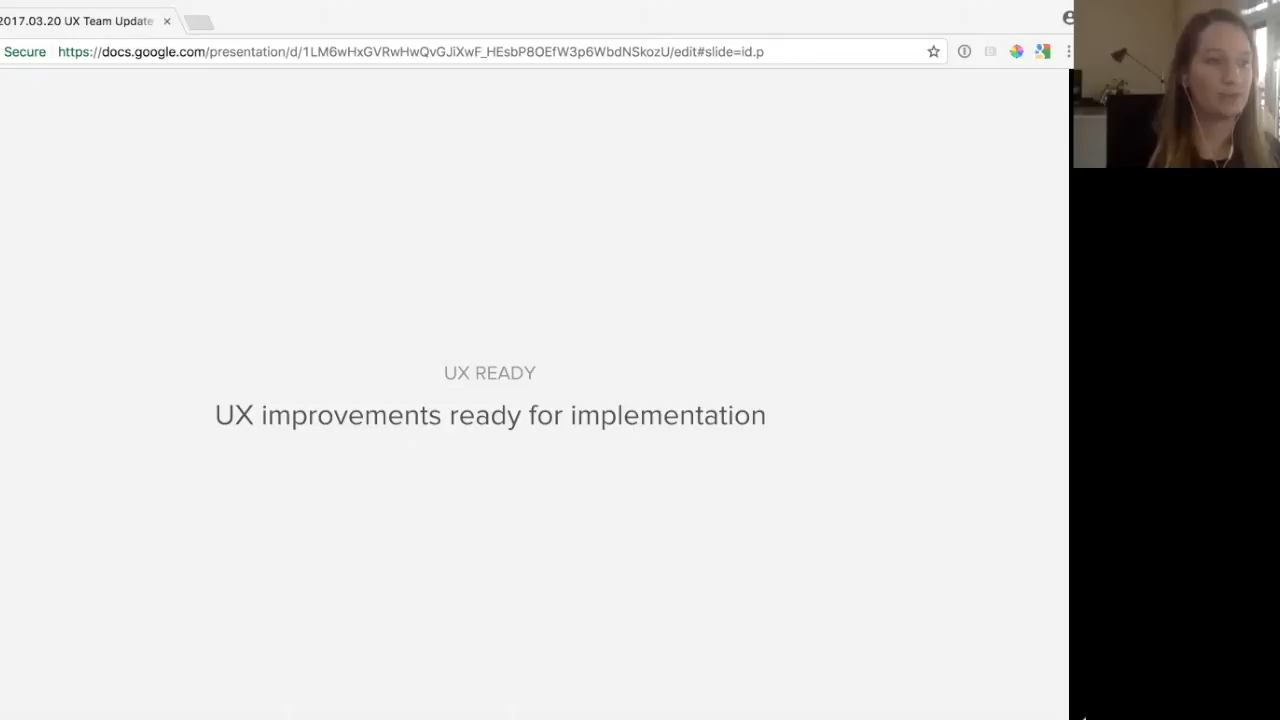 2017.03.20 UX Team Update
Secure https://docs.google.com/presentation/d/1LM6wHxGVRwHwQvGJiXwF_HEsbP8OEfW3p6WbdNSkozU/edit#slide=id.p
UX READY
UX improvements ready for implementation